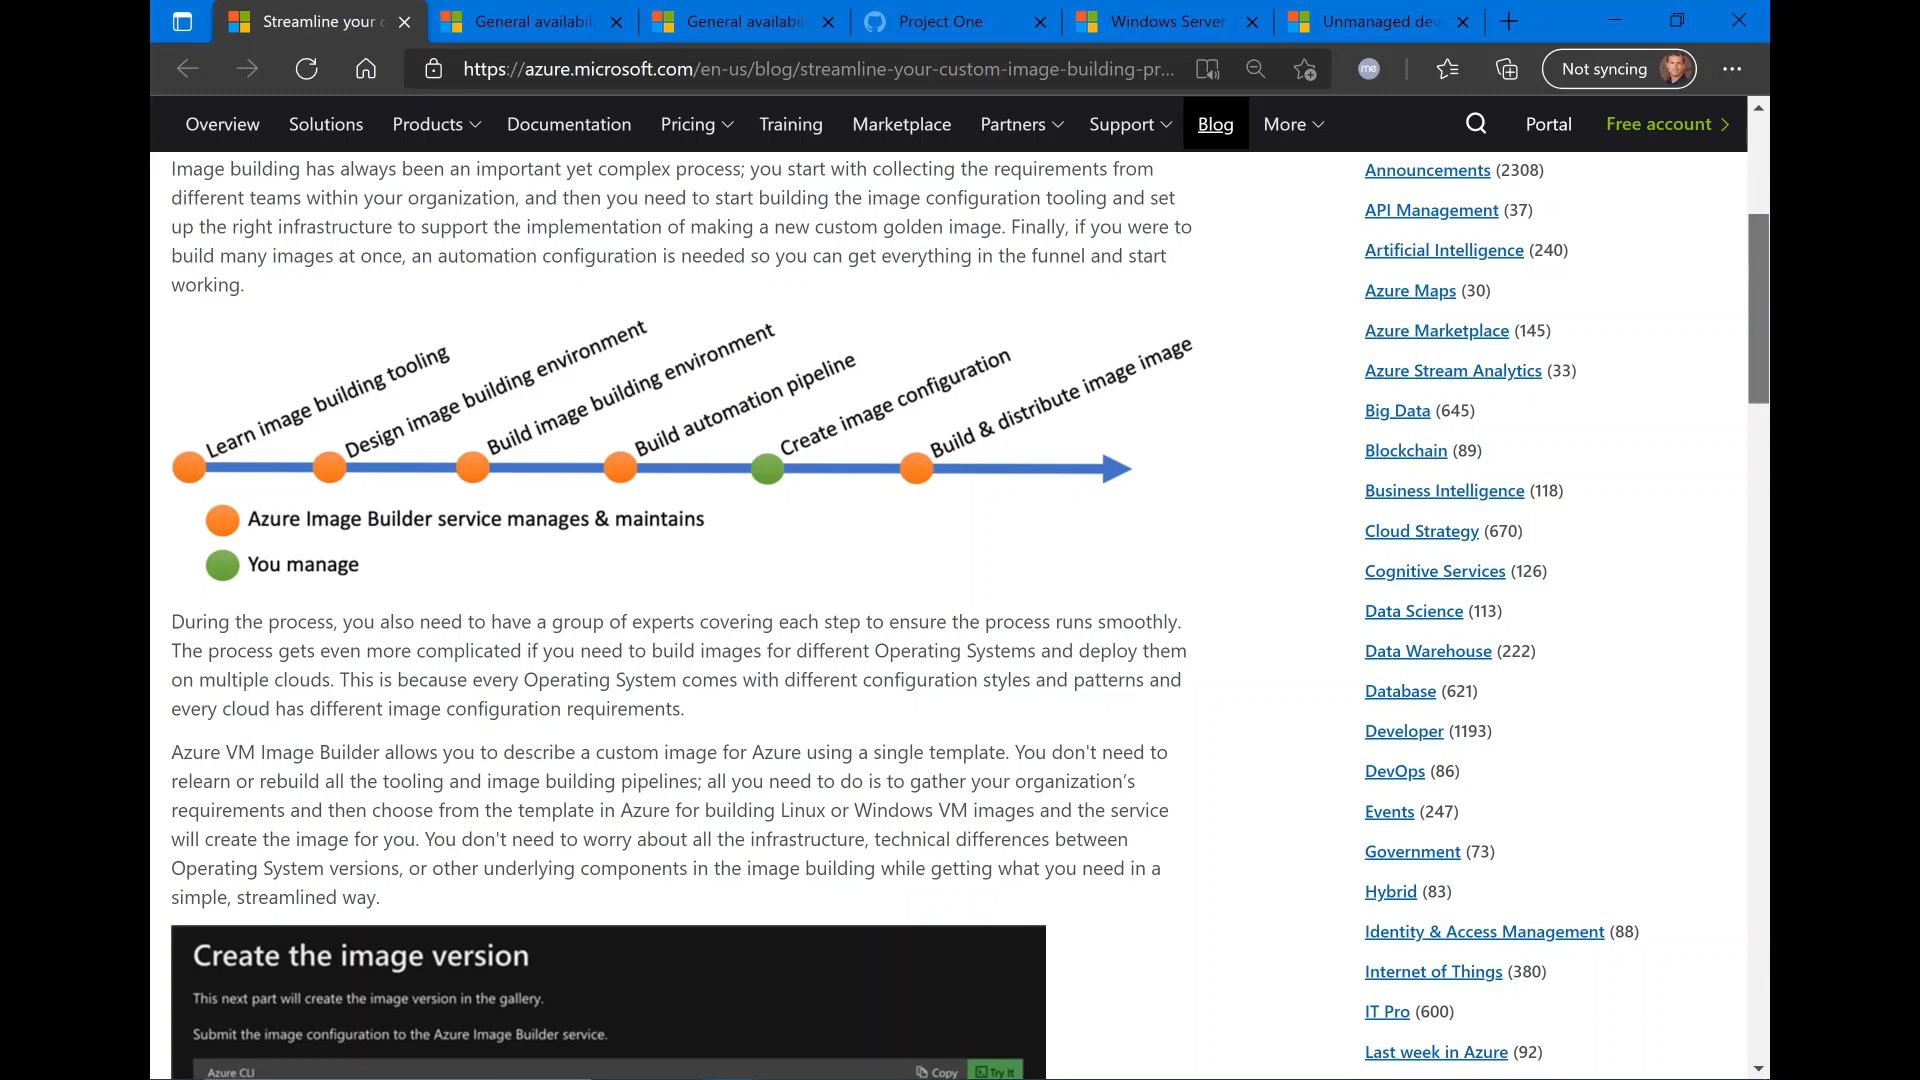 Streamline your c
General availabili
General availabili
Project One
Windows Server
Unmanaged dev
https://azure.microsoft.com/en-us/blog/streamline-your-custom-image-building-pr...
me
Not syncing
Overview
Solutions
Products
Documentation
Pricing
Training
Marketplace
Partners
Support
Blog
More
Portal
Free account
Image building has always been an important yet complex process; you start with collecting the requirements from
different teams within your organization, and then you need to start building the image configuration tooling and set
up the right infrastructure to support the implementation of making a new custom golden image. Finally, if you were to
build many images at once, an automation configuration is needed so you can get everything in the funnel and start
working.
Learn image building tooling
Design image building environment
Build image building environment
Build automation pipeline
Create image configuration
Build & distribute image image
Azure Image Builder service manages & maintains
You manage
During the process, you also need to have a group of experts covering each step to ensure the process runs smoothly.
The process gets even more complicated if you need to build images for different Operating Systems and deploy them
on multiple clouds. This is because every Operating System comes with different configuration styles and patterns and
every cloud has different image configuration requirements.
Azure VM Image Builder allows you to describe a custom image for Azure using a single template. You don't need to
relearn or rebuild all the tooling and image building pipelines; all you need to do is to gather your organization’s
requirements and then choose from the template in Azure for building Linux or Windows VM images and the service
will create the image for you. You don't need to worry about all the infrastructure, technical differences between
Operating System versions, or other underlying components in the image building while getting what you need in a
simple, streamlined way.
Create the image version
This next part will create the image version in the gallery.
Submit the image configuration to the Azure Image Builder service.
Azure CLI
Copy
Try It
Announcements (2308)
API Management (37)
Artificial Intelligence (240)
Azure Maps (30)
Azure Marketplace (145)
Azure Stream Analytics (33)
Big Data (645)
Blockchain (89)
Business Intelligence (118)
Cloud Strategy (670)
Cognitive Services (126)
Data Science (113)
Data Warehouse (222)
Database (621)
Developer (1193)
DevOps (86)
Events (247)
Government (73)
Hybrid (83)
Identity & Access Management (88)
Internet of Things (380)
IT Pro (600)
Last week in Azure (92)